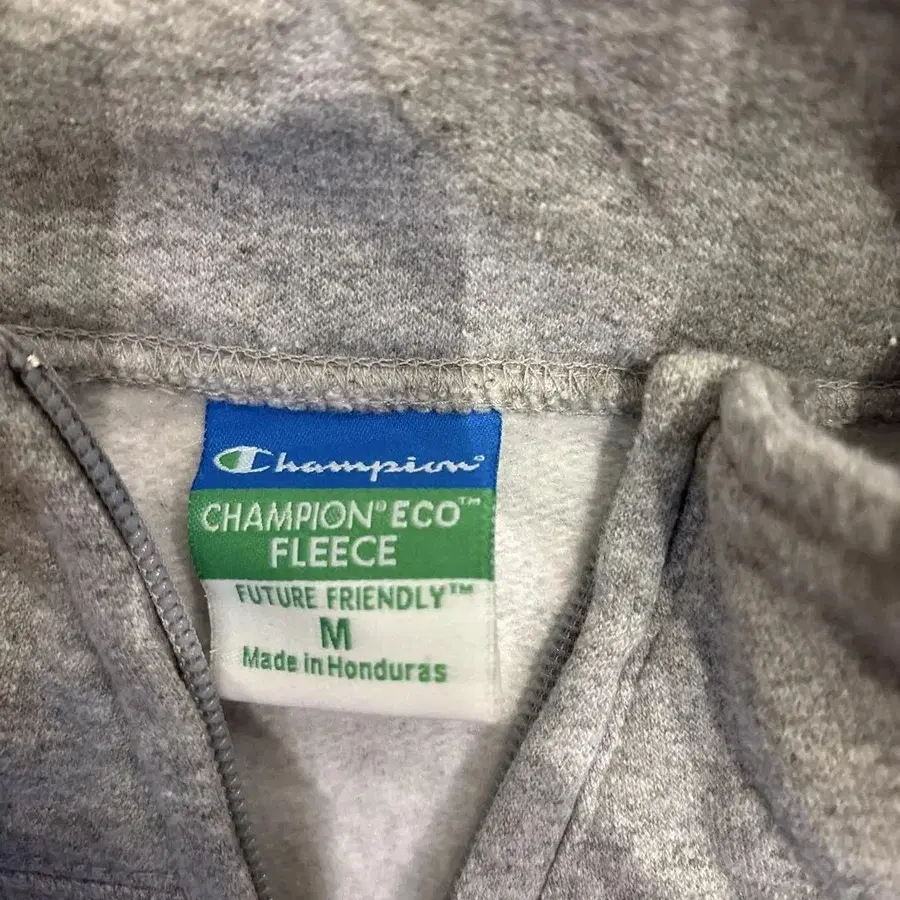 Champion®
CHAMPION® ECO™
FLEECE
FUTURE FRIENDLY™
M
Made in Honduras